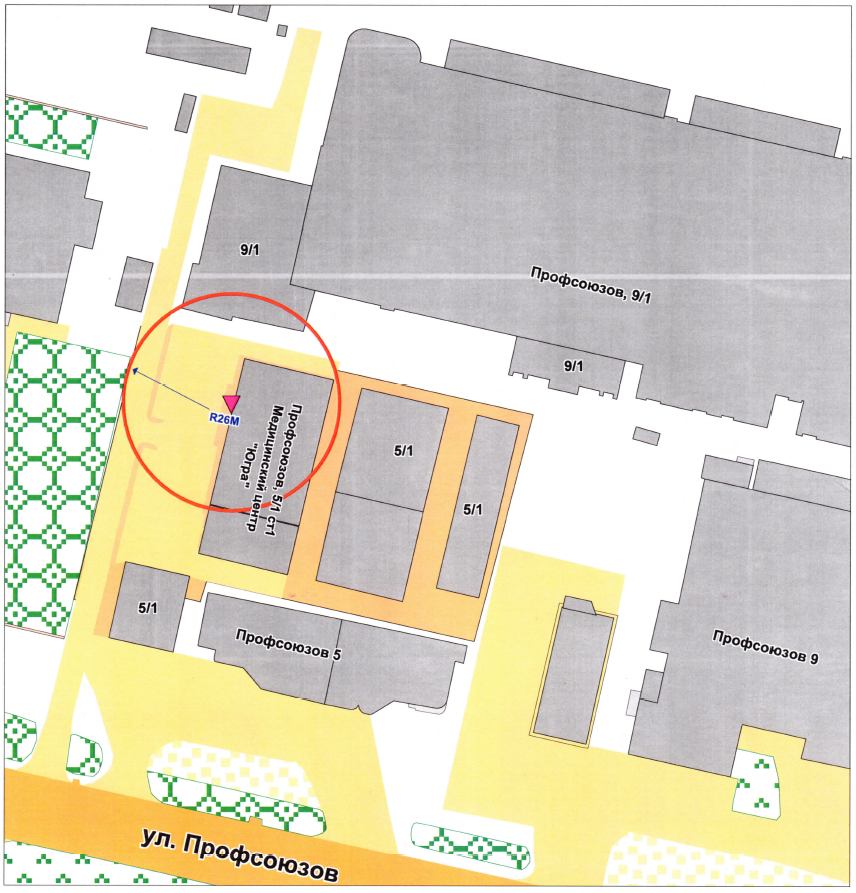 9/1
Профсоюзов, 9/1
9/1
R26М
Профсоюзов, 5/1 ст1
Медицинский центр
"Югра"
5/1
5/1
5/1
Профсоюзов 5
Профсоюзов 9
ул. Профсоюзов